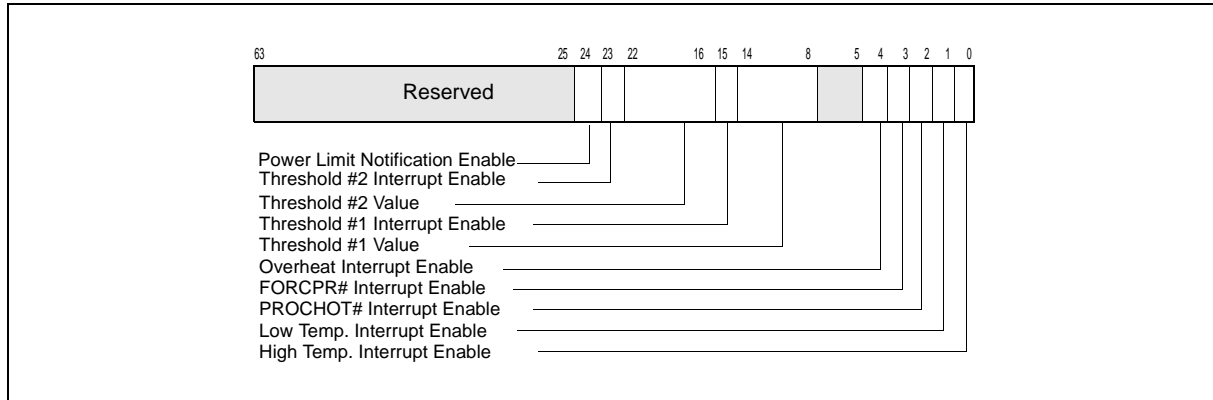 63 25 24 23 22 16 15 14 8 5 4 3 2 1 0
Reserved
Power Limit Notification Enable
Threshold #2 Interrupt Enable
Threshold #2 Value
Threshold #1 Interrupt Enable
Threshold #1 Value
Overheat Interrupt Enable
FORCPR# Interrupt Enable
PROCHOT# Interrupt Enable
Low Temp. Interrupt Enable
High Temp. Interrupt Enable